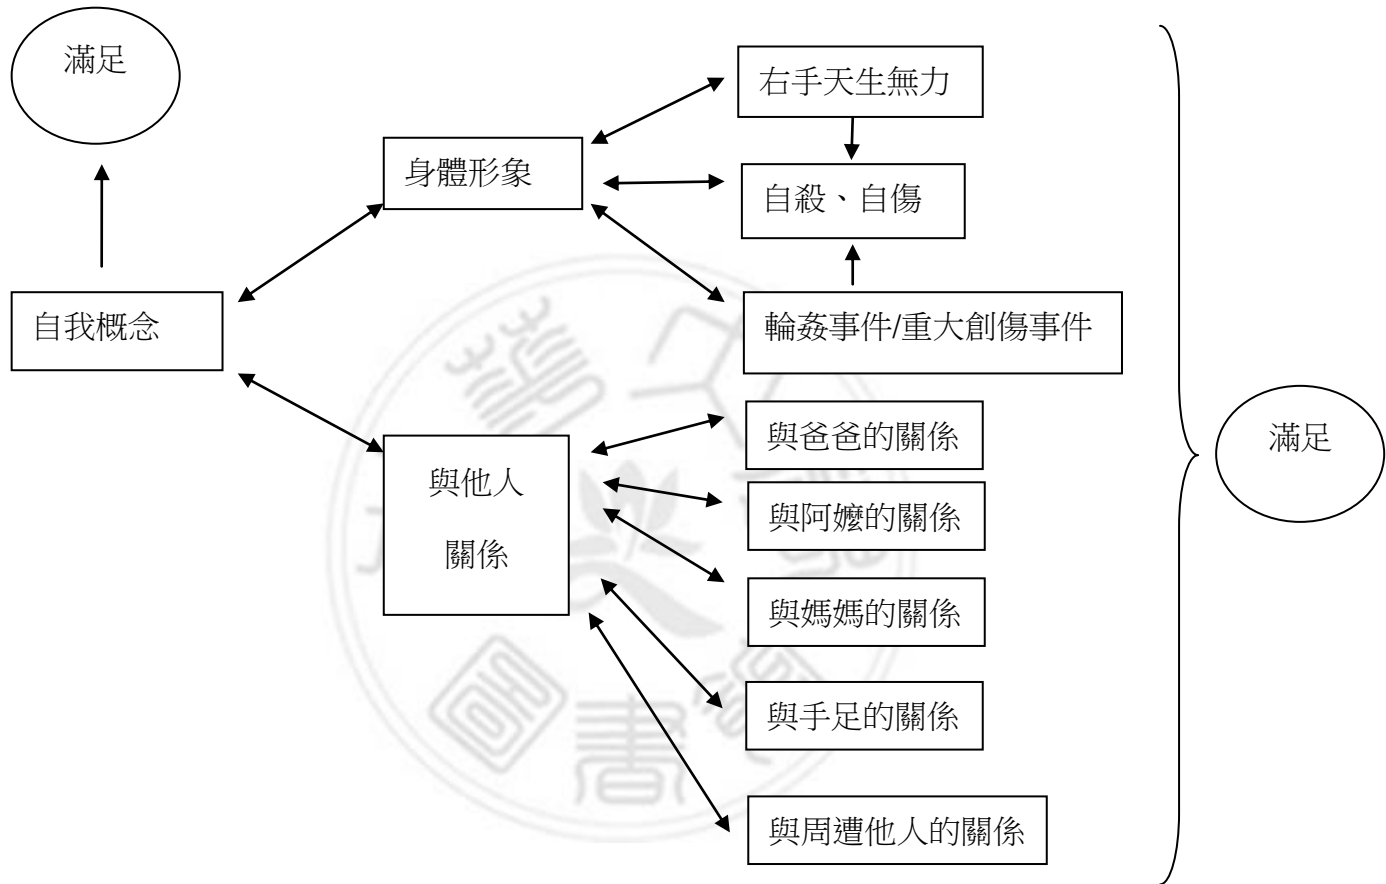 滿足
右手天生無力
身體形象
自殺、自傷
自我概念
輪姦事件/重大創傷事件
與爸爸的關係
滿足
與他人
關係
與阿嬤的關係
與媽媽的關係
與手足的關係
與周遭他人的關係